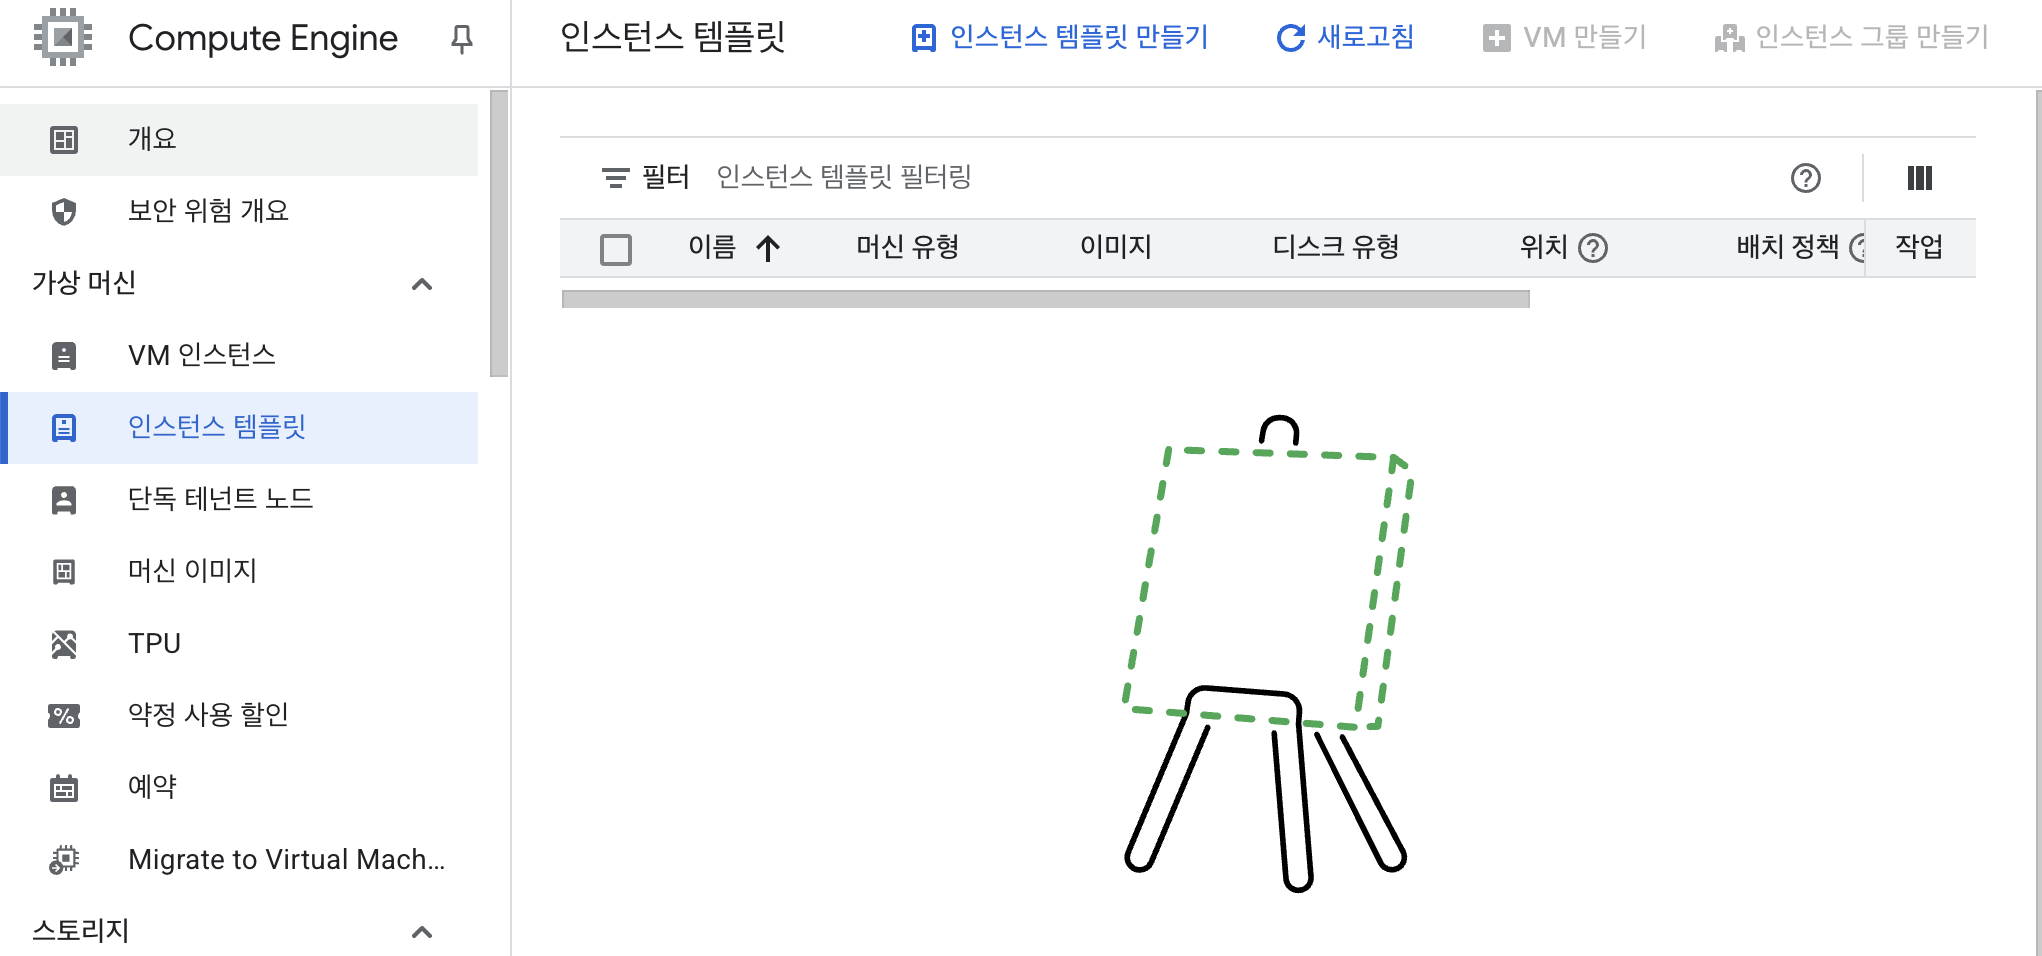 Compute Engine
인스턴스 템플릿
인스턴스 템플릿 만들기
새로고침
VM 만들기
인스턴스 그룹 만들기
개요
보안 위험 개요
가상 머신
VM 인스턴스
인스턴스 템플릿
단독 테넌트 노드
머신 이미지
TPU
약정 사용 할인
예약
Migrate to Virtual Mach...
스토리지
필터 인스턴스 템플릿 필터링
이름 머신 유형 이미지 디스크 유형 위치 배치 정책 작업